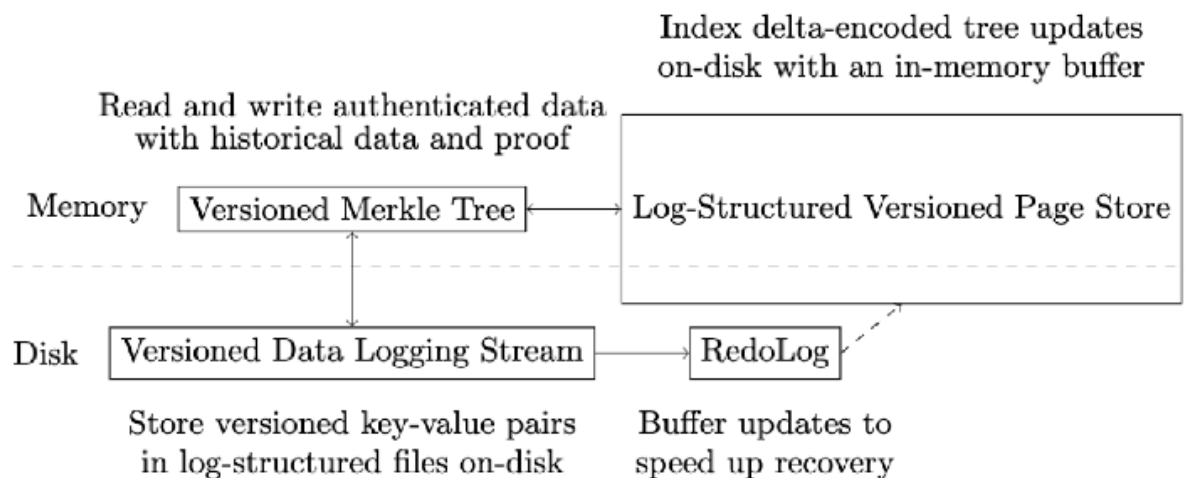 Index delta-encoded tree updates
on-disk with an in-memory buffer
Read and write authenticated data
with historical data and proof
Memory
Versioned Merkle Tree
Log-Structured Versioned Page Store
Disk
Versioned Data Logging Stream
RedoLog
Store versioned key-value pairs
in log-structured files on-disk
Buffer updates to
speed up recovery